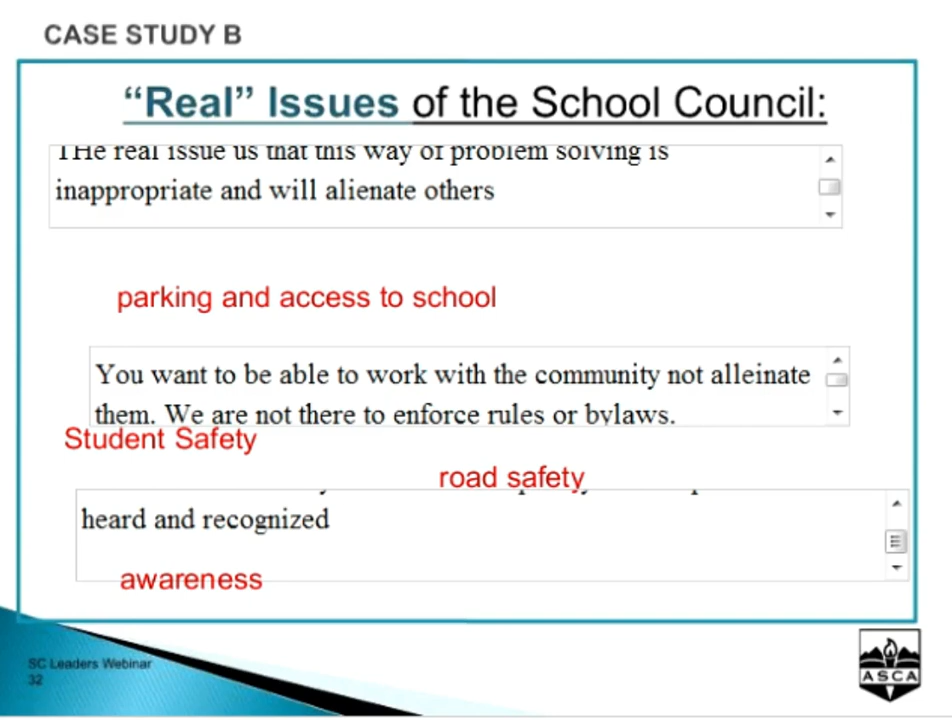 CASE STUDY B
“Real” Issues of the School Council:
THe real issue us that this way of problem solving is
inappropriate and will alienate others
parking and access to school
You want to be able to work with the community not alleinate
them. We are not there to enforce rules or bylaws.
Student Safety
road safety
heard and recognized
awareness
SC Leaders Webinar
32
ASCA